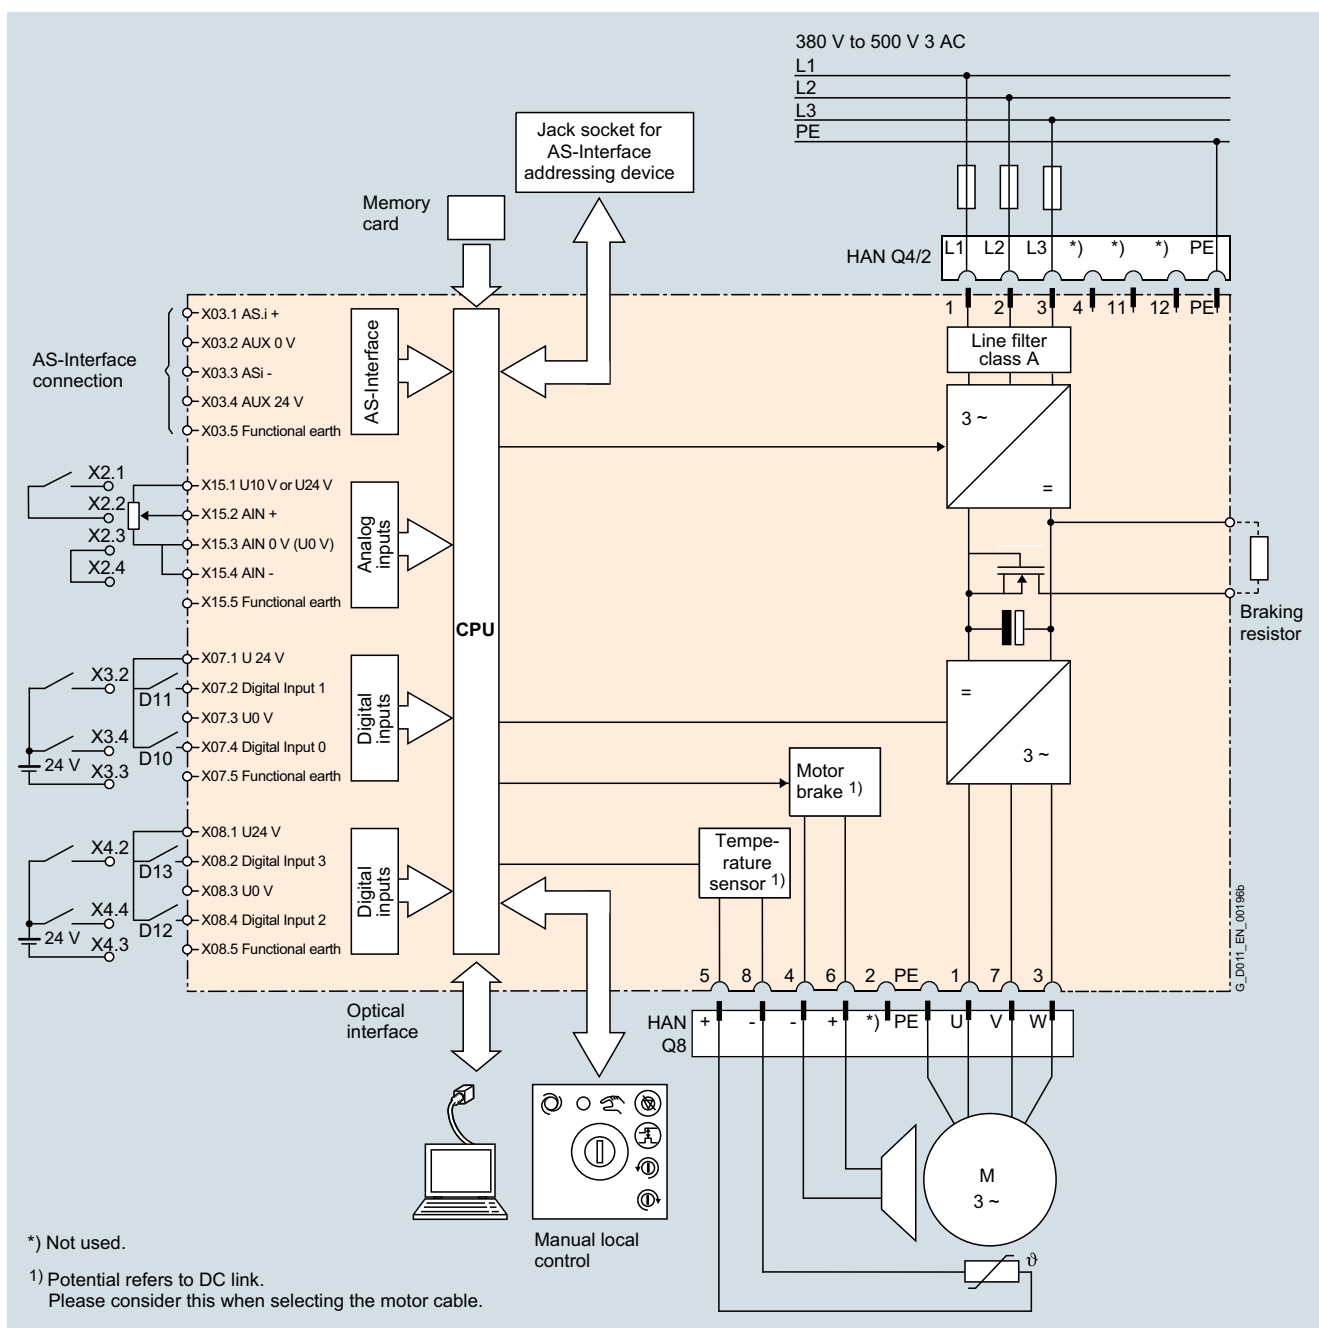 380 V to 500 V 3 AC
L1
L2
L3
PE
Jack socket for
AS-Interface
addressing device
Memory
card
HAN Q4/2
L1 L2 L3 *) *) *) PE
1 2 3 4 11 12 PE
Line filter
class A
3 ~
=
AS-Interface
connection
X03.1 AS.i +
X03.2 AUX 0 V
X03.3 ASi -
X03.4 AUX 24 V
X03.5 Functional earth
AS-Interface
X2.1
X2.2
X2.3
X2.4
X15.1 U10 V or U24 V
X15.2 AIN +
X15.3 AIN 0 V (U0 V)
X15.4 AIN -
X15.5 Functional earth
Analog
inputs
CPU
Braking
resistor
X3.2
X3.4
24 V
X3.3
D11
D10
X07.1 U 24 V
X07.2 Digital Input 1
X07.3 U0 V
X07.4 Digital Input 0
X07.5 Functional earth
Digital
inputs
=
3 ~
Motor
brake 1)
Tempe-
rature
sensor 1)
X4.2
X4.4
24 V
X4.3
D13
D12
X08.1 U24 V
X08.2 Digital Input 3
X08.3 U0 V
X08.4 Digital Input 2
X08.5 Functional earth
Digital
inputs
G_D011_EN_00196b
5 8 4 6 2 PE 1 7 3
HAN
Q8
+ - - + *) PE U V W
Optical
interface
M
3 ~
ϑ
Manual local
control
*) Not used.
1) Potential refers to DC link.
Please consider this when selecting the motor cable.